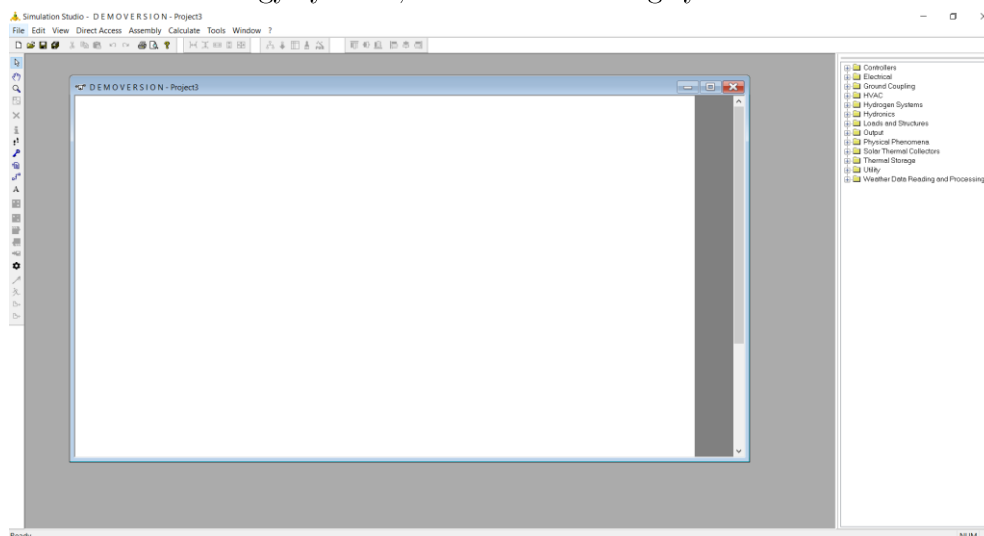 Simulation Studio - D E M O V E R S I O N - Project3
File Edit View Direct Access Assembly Calculate Tools Window ?
D E M O V E R S I O N - Project3
Controllers
Electrical
Ground Coupling
HVAC
Hydrogen Systems
Hydronics
Loads and Structures
Output
Physical Phenomena
Solar Thermal Collectors
Thermal Storage
Utility
Weather Data Reading and Processing